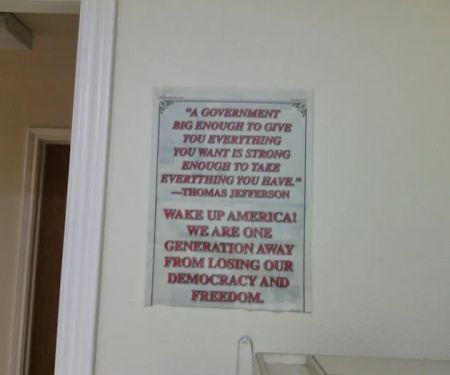 "A GOVERNMENT
BIG ENOUGH TO GIVE
YOU EVERYTHING
YOU WANT IS STRONG
ENOUGH TO TAKE
EVERYTHING YOU HAVE."
—THOMAS JEFFERSON
WAKE UP AMERICA!
WE ARE ONE
GENERATION AWAY
FROM LOSING OUR
DEMOCRACY AND
FREEDOM.